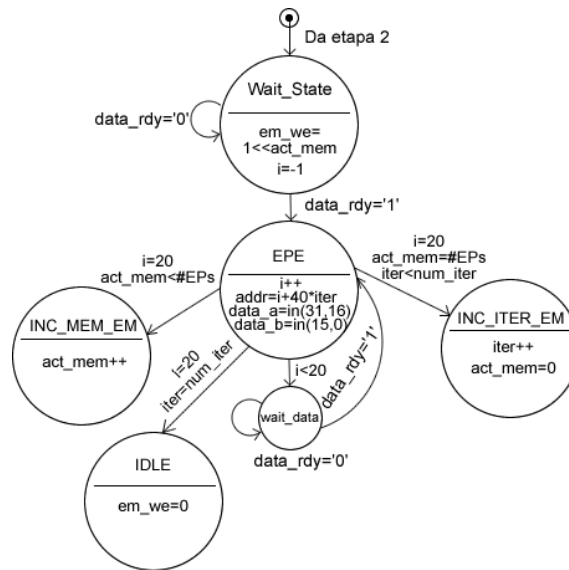 Da etapa 2
Wait_State
data_rdy='0'
em_we=
1<<act_mem
i=-1
data_rdy='1'
EPE
i++
addr=i+40*iter
data_a=in(31,16)
data_b=in(15,0)
i=20
act_mem<#EPs
i=20
act_mem=#EPs
iter<num_iter
INC_MEM_EM
act_mem++
INC_ITER_EM
iter++
act_mem=0
i=20
iter=num_iter
i<20
data_rdy='1'
wait_data
data_rdy='0'
IDLE
em_we=0